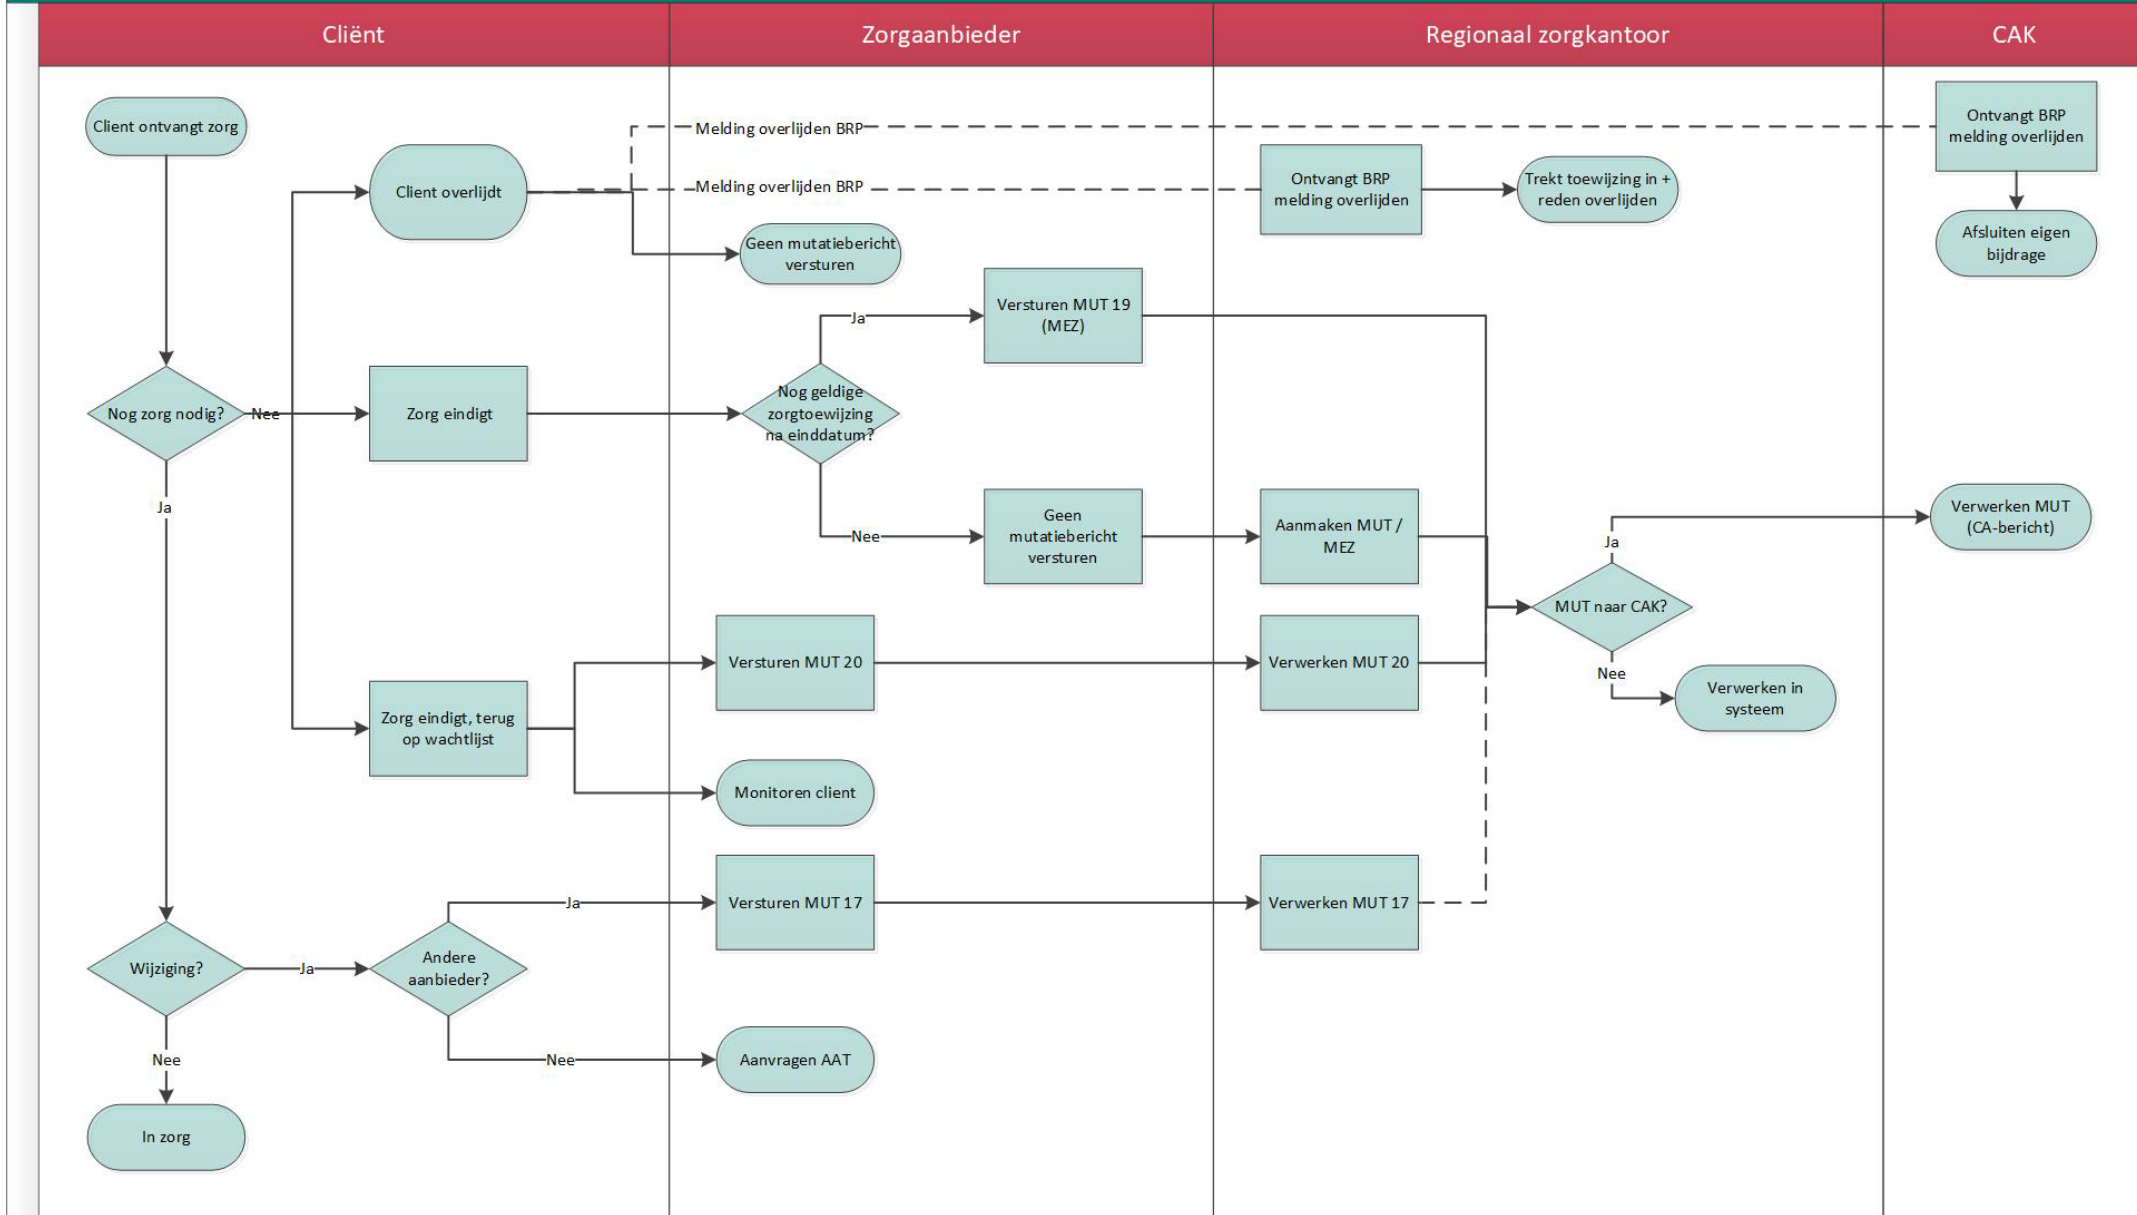 Cliënt
Zorgaanbieder
Regionaal zorgkantoor
CAK
Client ontvangt zorg
Melding overlijden BRP
Ontvangt BRP
melding overlijden
Client overlijdt
Melding overlijden BRP
Ontvangt BRP
melding overlijden
Trekt toewijzing in +
reden overlijden
Geen mutatiebericht
versturen
Afsluiten eigen
bijdrage
Ja
Versturen MUT 19
(MEZ)
Nog zorg nodig?
Nee
Zorg eindigt
Nog geldige
zorgtoewijzing
na einddatum?
Ja
Nee
Geen
mutatiebericht
versturen
Aanmaken MUT /
MEZ
Ja
Verwerken MUT
(CA-bericht)
MUT naar CAK?
Nee
Verwerken in
systeem
Zorg eindigt, terug
op wachtlijst
Versturen MUT 20
Verwerken MUT 20
Monitoren client
Ja
Versturen MUT 17
Verwerken MUT 17
Wijziging?
Ja
Andere
aanbieder?
Nee
Nee
Aanvragen AAT
In zorg